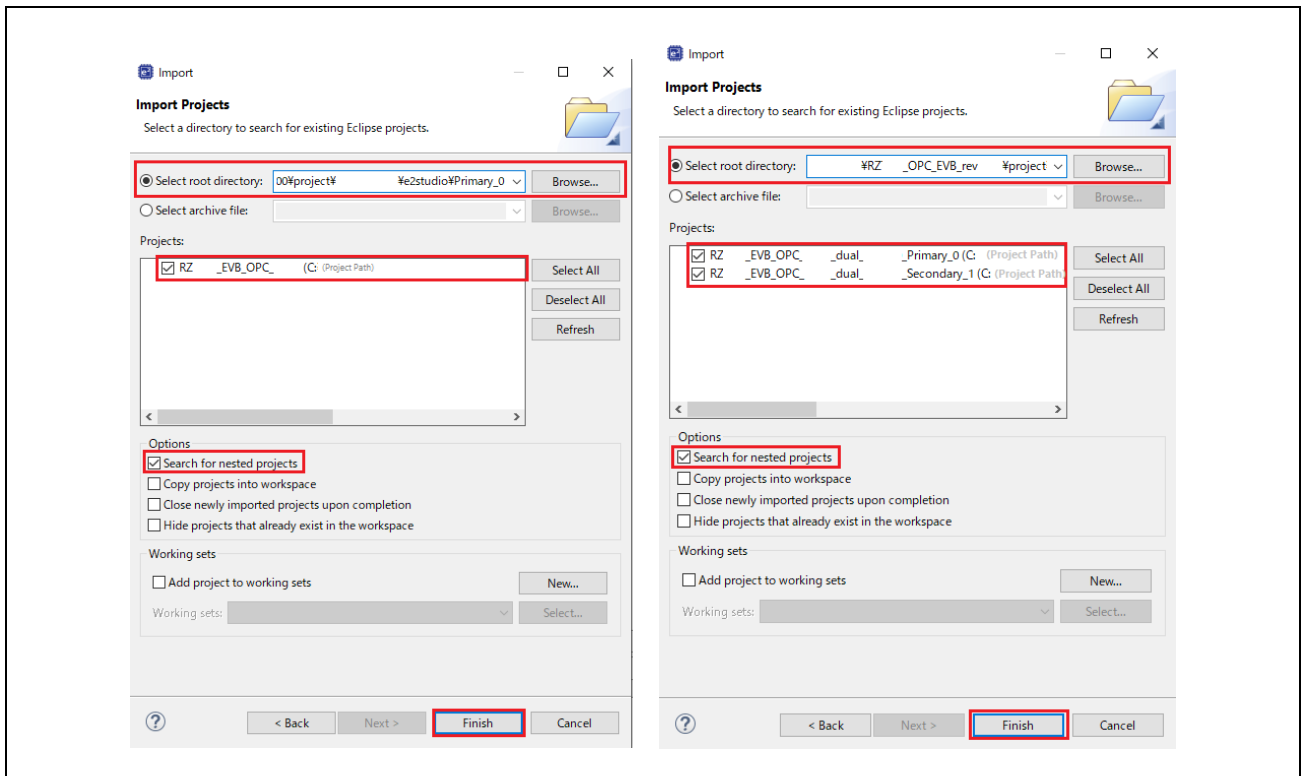 Import
Import Projects
Select a directory to search for existing Eclipse projects.
Select root directory: 00¥project¥ ¥e2studio¥Primary_0 Browse...
Select archive file: Browse...
Projects:
RZ _EVB_OPC_ (C: (Project Path)
Select All
Deselect All
Refresh
Options
Search for nested projects
Copy projects into workspace
Close newly imported projects upon completion
Hide projects that already exist in the workspace
Working sets
Add project to working sets New...
Working sets: Select...
? < Back Next > Finish Cancel
Import
Import Projects
Select a directory to search for existing Eclipse projects.
Select root directory: ¥RZ _OPC_EVB_rev ¥project Browse...
Select archive file: Browse...
Projects:
RZ _EVB_OPC_ _dual_ _Primary_0 (C: (Project Path)
RZ _EVB_OPC_ _dual_ _Secondary_1 (C: (Project Path)
Select All
Deselect All
Refresh
Options
Search for nested projects
Copy projects into workspace
Close newly imported projects upon completion
Hide projects that already exist in the workspace
Working sets
Add project to working sets New...
Working sets: Select...
? < Back Next > Finish Cancel